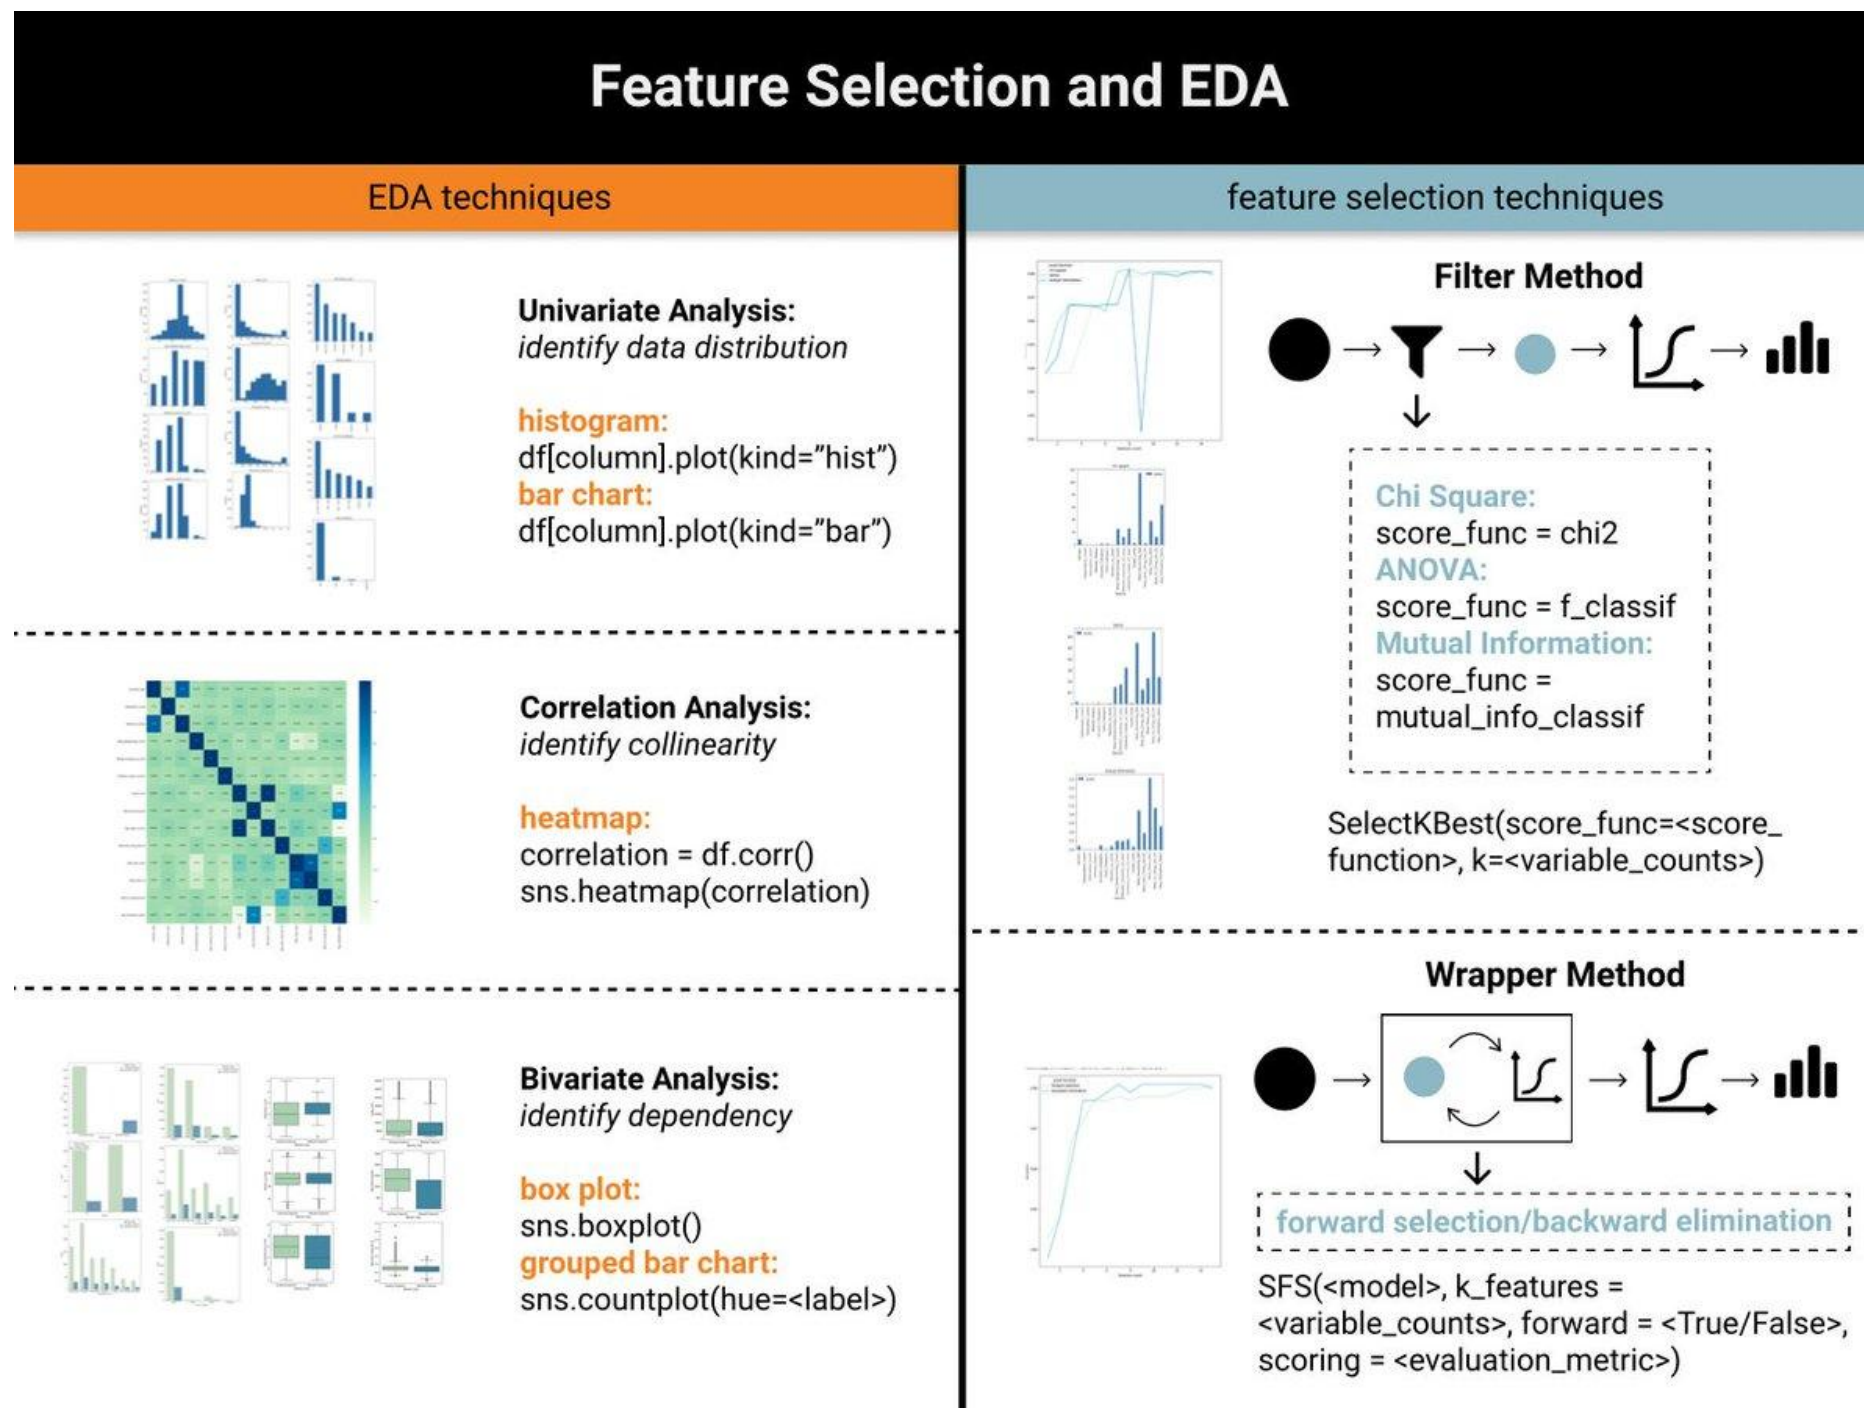 Feature Selection and EDA
EDA techniques
Univariate Analysis:
identify data distribution
histogram:
df[column].plot(kind=”hist”)
bar chart:
df[column].plot(kind=”bar”)
Correlation Analysis:
identify collinearity
heatmap:
correlation = df.corr()
sns.heatmap(correlation)
Bivariate Analysis:
identify dependency
box plot:
sns.boxplot()
grouped bar chart:
sns.countplot(hue=<label>)
feature selection techniques
Filter Method
Chi Square:
score_func = chi2
ANOVA:
score_func = f_classif
Mutual Information:
score_func =
mutual_info_classif
SelectKBest(score_func=<score_
function>, k=<variable_counts>)
Wrapper Method
forward selection/backward elimination
SFS(<model>, k_features =
<variable_counts>, forward = <True/False>,
scoring = <evaluation_metric>)